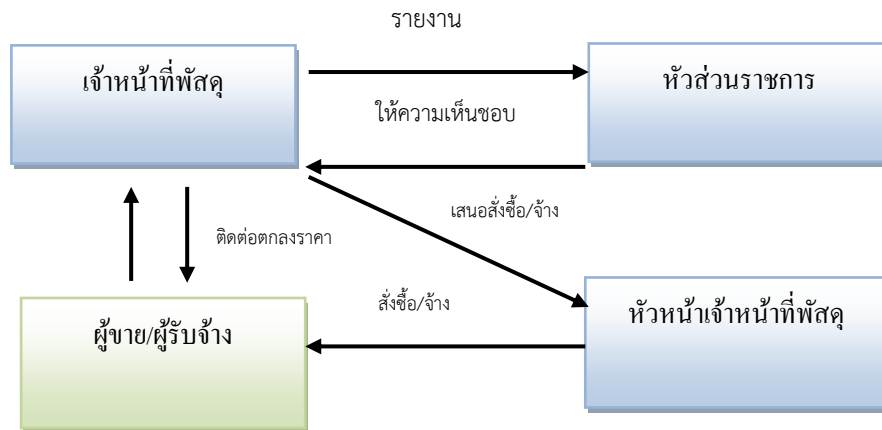 รายงาน
เจ้าหน้าที่พัสดุ
หัวส่วนราชการ
ให้ความเห็นชอบ
เสนอสั่งซื้อ/จ้าง
ติดต่อตกลงราคา
สั่งซื้อ/จ้าง
หัวหน้าเจ้าหน้าที่พัสดุ
ผู้ขาย/ผู้รับจ้าง